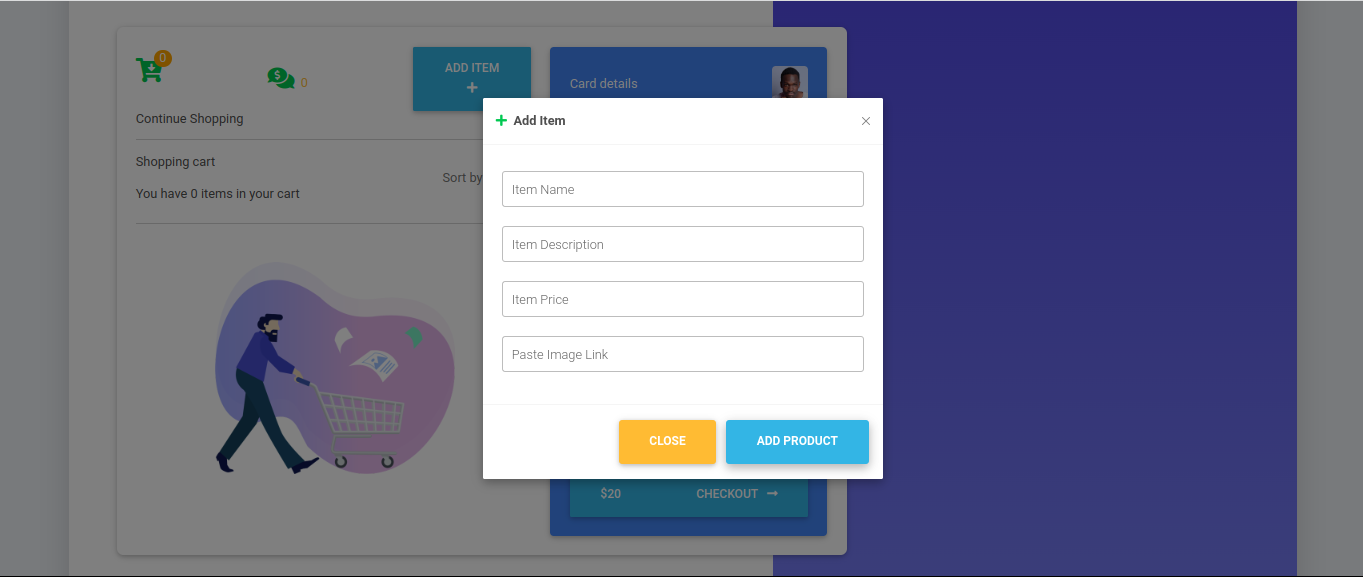 0
$ 0
ADD ITEM
+
Card details
Continue Shopping
Shopping cart
Sort by
You have 0 items in your cart
+ Add Item ×
Item Name
Item Description
Item Price
Paste Image Link
CLOSE ADD PRODUCT
$20 CHECKOUT →